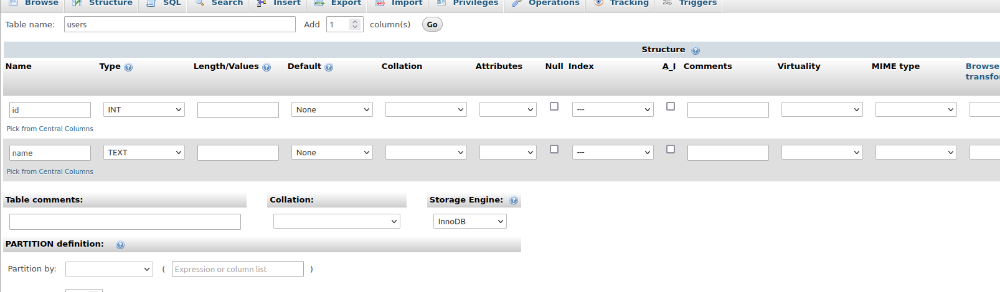 Browse Structure SQL Search Insert Export Import Privileges Operations Tracking Triggers
Table name: users Add 1 column(s) Go
Structure
Name Type Length/Values Default Collation Attributes Null Index A_I Comments Virtuality MIME type Browse
transfo
id INT None --- 
Pick from Central Columns
name TEXT None ---
Pick from Central Columns
Table comments: Collation: Storage Engine:
InnoDB
PARTITION definition:
Partition by: ( Expression or column list )